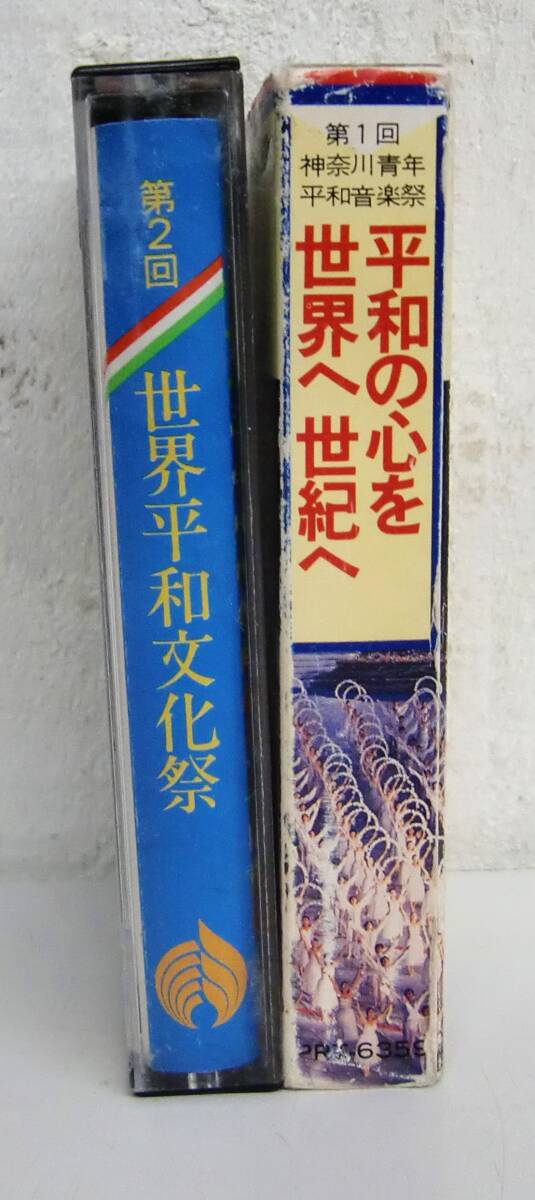 第2回
世界平和文化祭
第1回
神奈川青年
平和音楽祭
平和の心を
世界へ 世紀へ